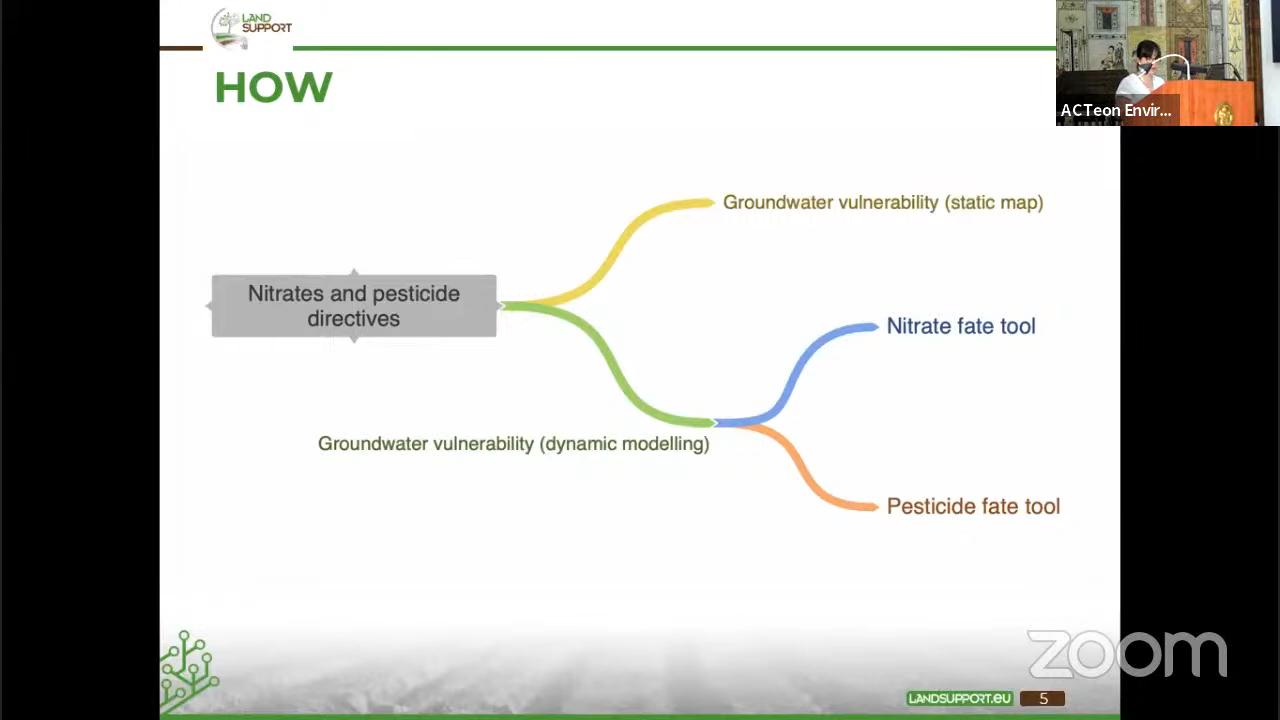 LAND
SUPPORT
HOW
ACTeon Envir...
Groundwater vulnerability (static map)
Nitrates and pesticide
directives
Nitrate fate tool
Groundwater vulnerability (dynamic modelling)
Pesticide fate tool
zoom
LANDSUPPORT.EU
5